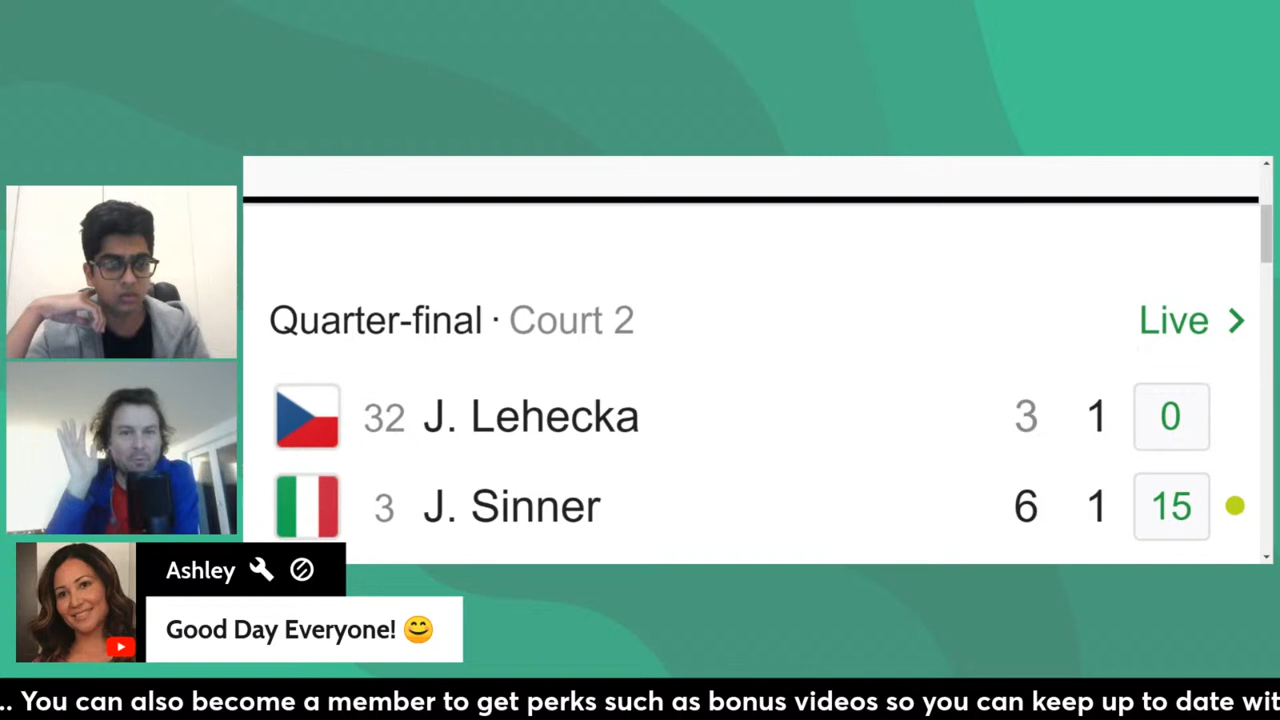 Quarter-final · Court 2
Live >
32 J. Lehecka 3 1 0
3 J. Sinner 6 1 15
Ashley
Good Day Everyone! 😊
.. You can also become a member to get perks such as bonus videos so you can keep up to date wit